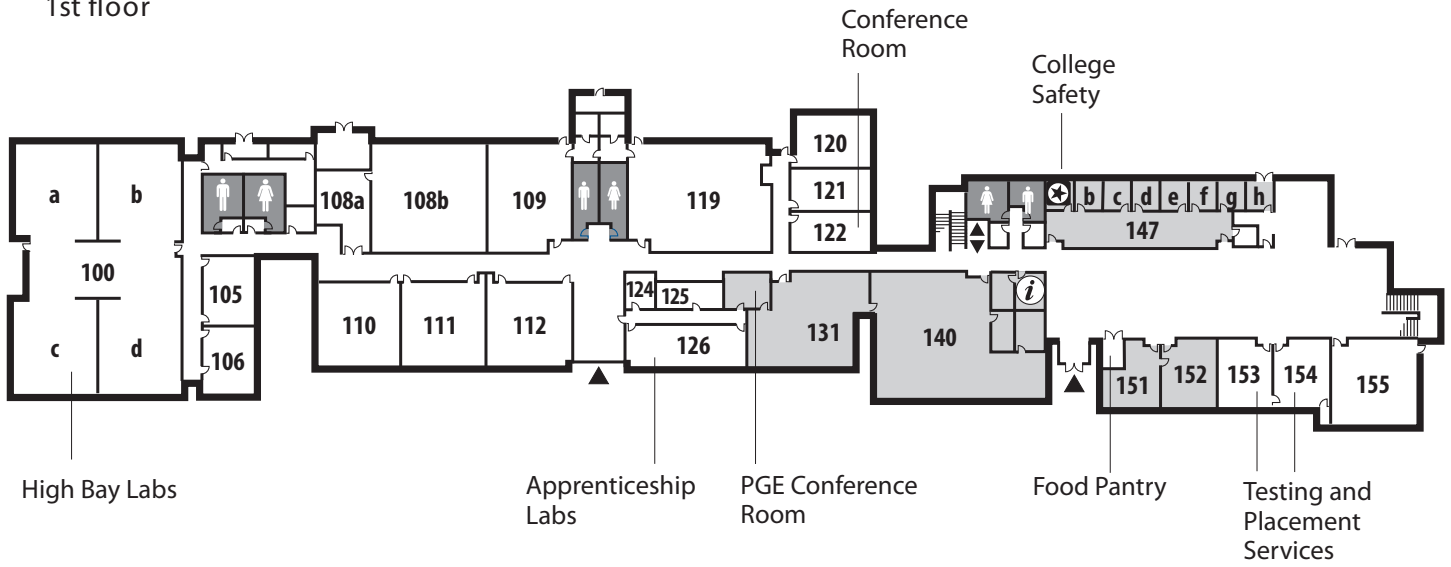 1st floor
Conference
Room
College
Safety
120
a
b
108a
108b
109
119
121
b c d e f g h
122
147
100
105
124
125
110
111
112
131
140
i
126
c
d
106
151
152
153
154
155
High Bay Labs
Apprenticeship
Labs
PGE Conference
Room
Food Pantry
Testing and
Placement
Services